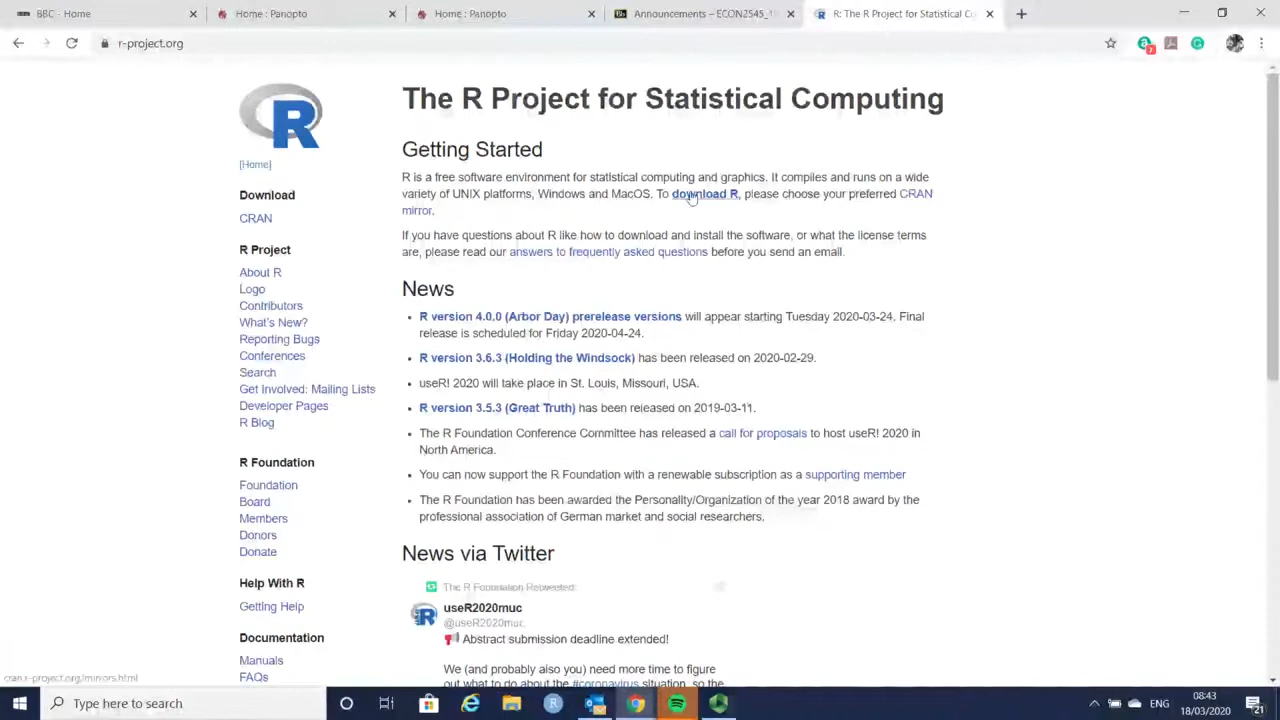 BBC - Home
Home : Panopto
Home : Panopto
Bb Announcements – ECON2545_19
R: The R Project for Statistical Co
r-project.org
7
R
[Home]
Download
CRAN
R Project
About R
Logo
Contributors
What's New?
Reporting Bugs
Conferences
Search
Get Involved: Mailing Lists
Developer Pages
R Blog
R Foundation
Foundation
Board
Members
Donors
Donate
Help With R
Getting Help
Documentation
Manuals
FAQs
The R Project for Statistical Computing
Getting Started
R is a free software environment for statistical computing and graphics. It compiles and runs on a wide
variety of UNIX platforms, Windows and MacOS. To download R, please choose your preferred CRAN
mirror.
If you have questions about R like how to download and install the software, or what the license terms
are, please read our answers to frequently asked questions before you send an email.
News
• R version 4.0.0 (Arbor Day) prerelease versions will appear starting Tuesday 2020-03-24. Final
release is scheduled for Friday 2020-04-24.
• R version 3.6.3 (Holding the Windsock) has been released on 2020-02-29.
• useR! 2020 will take place in St. Louis, Missouri, USA.
• R version 3.5.3 (Great Truth) has been released on 2019-03-11.
• The R Foundation Conference Committee has released a call for proposals to host useR! 2020 in
North America.
• You can now support the R Foundation with a renewable subscription as a supporting member
• The R Foundation has been awarded the Personality/Organization of the year 2018 award by the
professional association of German market and social researchers.
News via Twitter
The R Foundation Retweeted
useR2020muc
@useR2020muc
Abstract submission deadline extended!
We (and probably also you) need more time to figure
out what to do about the #coronavirus situation, so the
cran.r-project.org/mirrors.html
Type here to search
ENG
08:43
18/03/2020
21